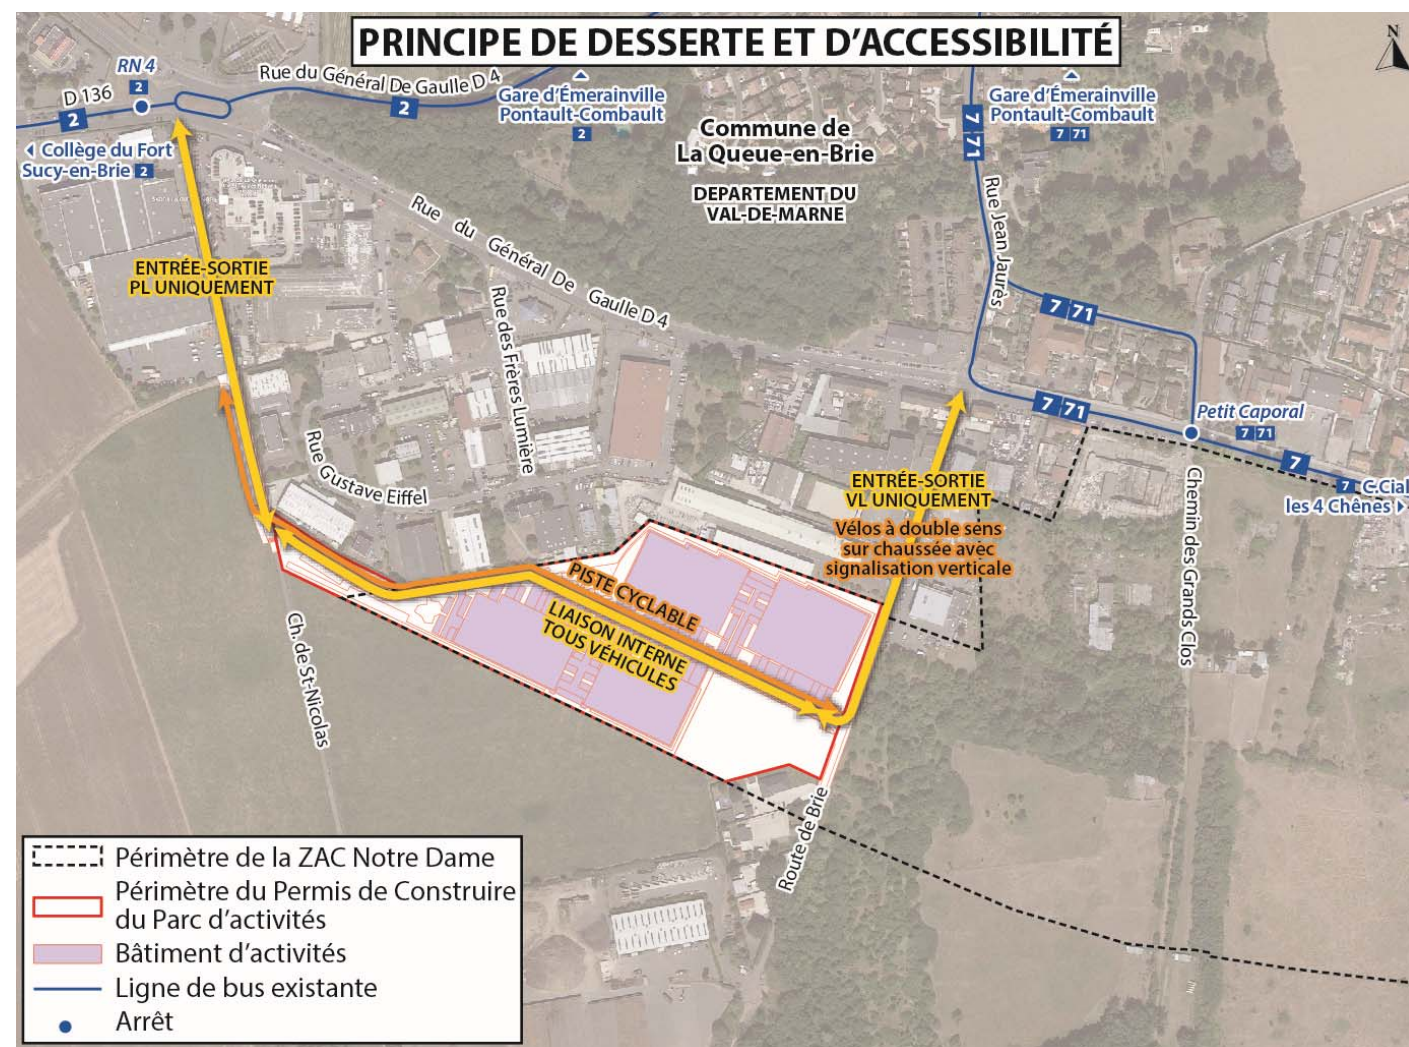 PRINCIPE DE DESSERTE ET D'ACCESSIBILITÉ
N
RN 4
2
D 136
2
Rue du Général De Gaulle D 4
2
Gare d'Émerainville
Pontault-Combault
2
Gare d'Émerainville
Pontault-Combault
7 71
Collège du Fort
Sucy-en-Brie 2
Commune de
La Queue-en-Brie
DEPARTEMENT DU
VAL-DE-MARNE
7 71
Rue Jean Jaurès
Rue du Général De Gaulle D 4
ENTRÉE-SORTIE
PL UNIQUEMENT
Rue des Frères Lumière
7 71
7 71
Petit Caporal
7 71
7
7 C.Cial
les 4 Chênes
Rue Gustave Eiffel
ENTRÉE-SORTIE
VL UNIQUEMENT
Vélos à double sens
sur chaussée avec
signalisation verticale
Chemin des Grands Clos
PISTE CYCLABLE
LIAISON INTERNE
TOUS VÉHICULES
Ch. de St-Nicolas
Route de Brie
Périmètre de la ZAC Notre Dame
Périmètre du Permis de Construire
du Parc d'activités
Bâtiment d'activités
Ligne de bus existante
Arrêt